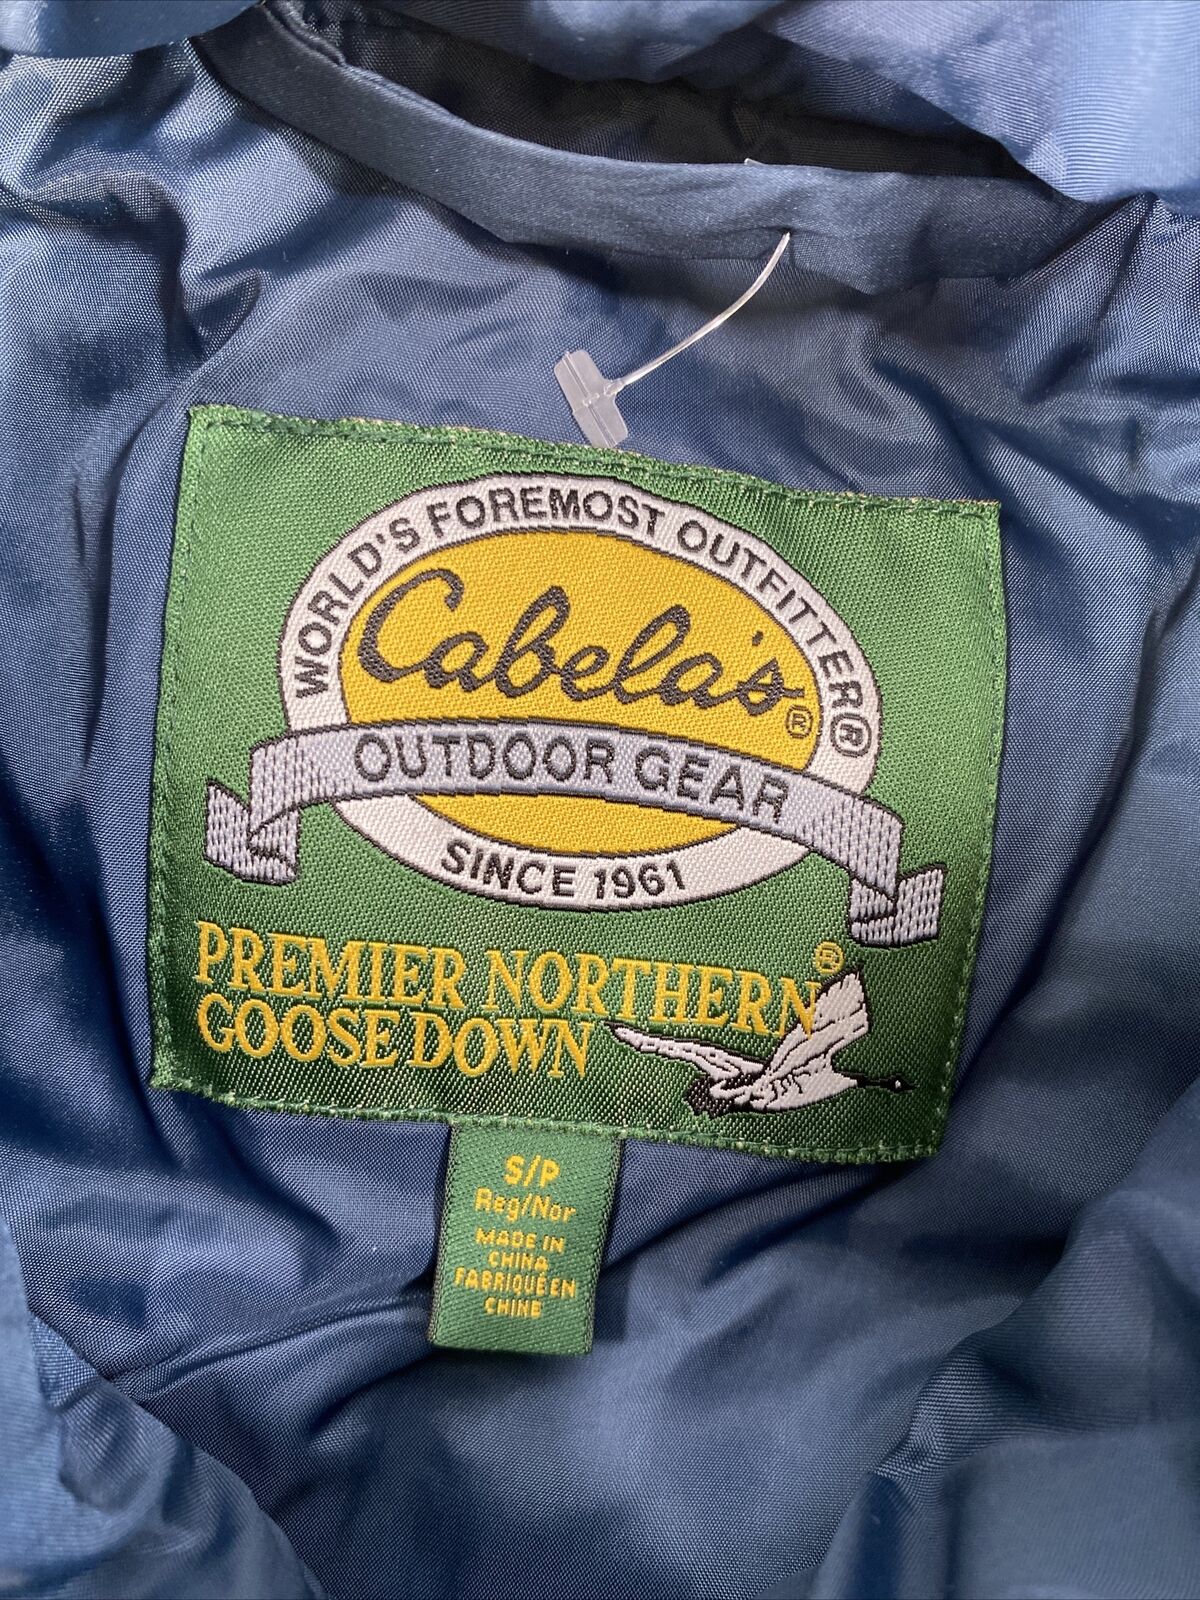 WORLD'S FOREMOST OUTFITTER®
Cabela's®
OUTDOOR GEAR
SINCE 1961
PREMIER NORTHERN®
GOOSE DOWN
S/P
Reg/Nor
MADE IN
CHINA
FABRIQUÉ EN
CHINE